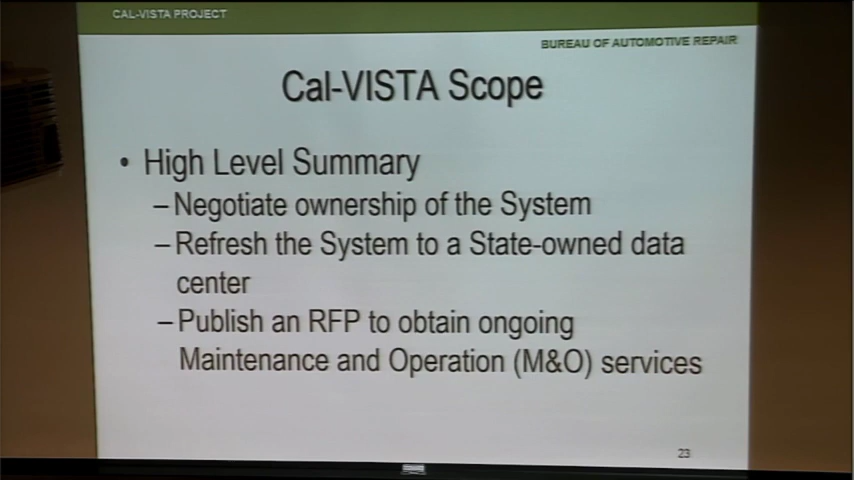 CAL-VISTA PROJECT
BUREAU OF AUTOMOTIVE REPAIR
Cal-VISTA Scope
• High Level Summary
– Negotiate ownership of the System
– Refresh the System to a State-owned data
center
– Publish an RFP to obtain ongoing
Maintenance and Operation (M&O) services
23